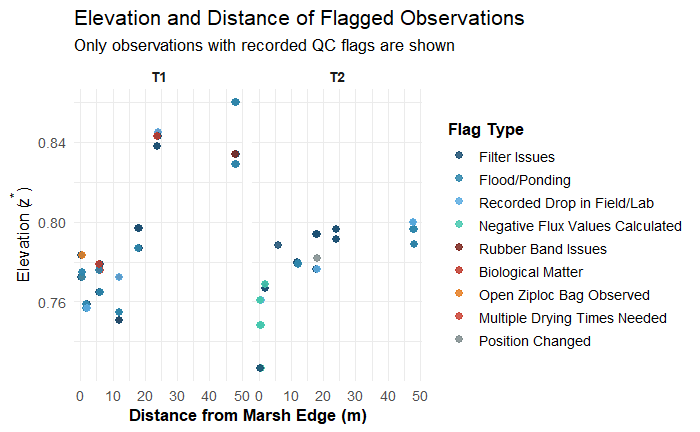 Elevation and Distance of Flagged Observations
Only observations with recorded QC flags are shown
T1 T2
0.84
0.80
0.76
Elevation (z*)
0 10 20 30 40 50 0 10 20 30 40 50
Distance from Marsh Edge (m)
Flag Type
Filter Issues
Flood/Ponding
Recorded Drop in Field/Lab
Negative Flux Values Calculated
Rubber Band Issues
Biological Matter
Open Ziploc Bag Observed
Multiple Drying Times Needed
Position Changed